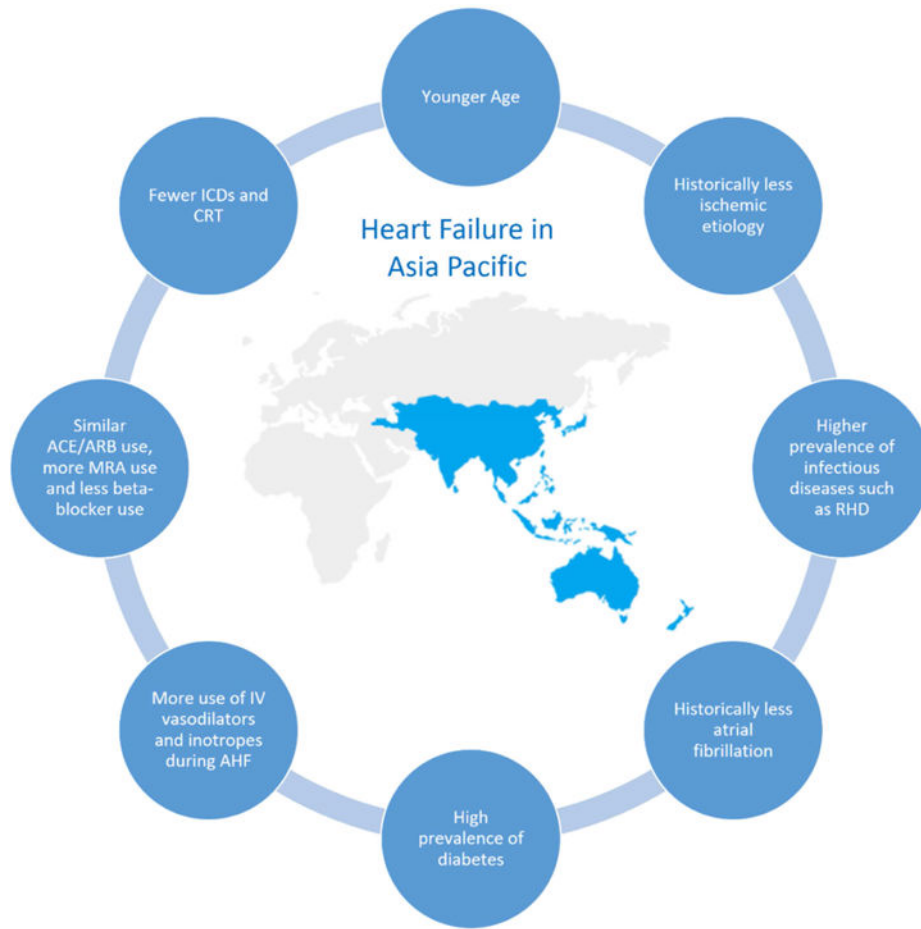 Younger Age
Historically less
ischemic
etiology
Higher
prevalence of
infectious
diseases such
as RHD
Historically less
atrial
fibrillation
High
prevalence of
diabetes
More use of IV
vasodilators
and inotropes
during AHF
Similar
ACE/ARB use,
more MRA use
and less beta-
blocker use
Fewer ICDs and
CRT
Heart Failure in
Asia Pacific